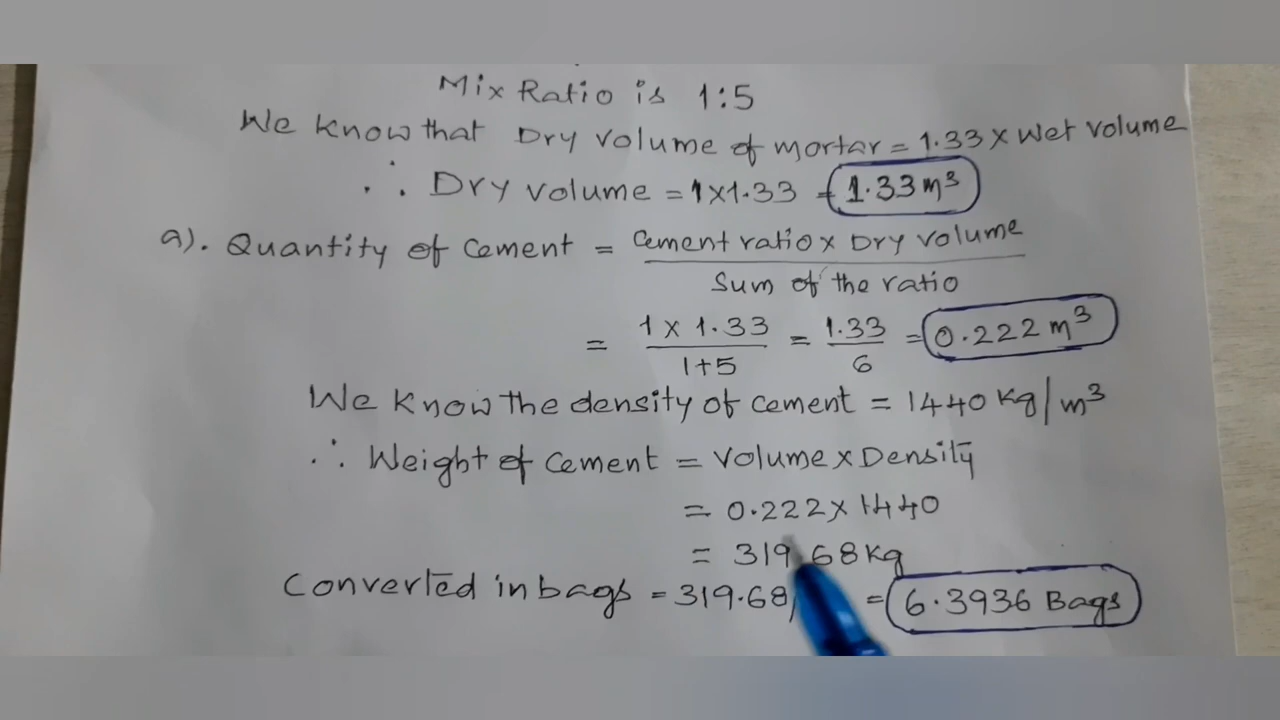 Mix Ratio is 1:5
We know that Dry volume of mortar = 1.33 x wet volume
∴ Dry volume = 1x1.33 = 1.33 m³
a). Quantity of cement = cement ratio x Dry volume / Sum of the ratio
= 1 x 1.33 / 1+5 = 1.33 / 6 = 0.222 m³
We know the density of cement = 1440 kg/m³
∴ Weight of cement = volume x Density
= 0.222 x 1440
= 319.68 kg
Converted in bags = 319.68/ = 6.3936 Bags